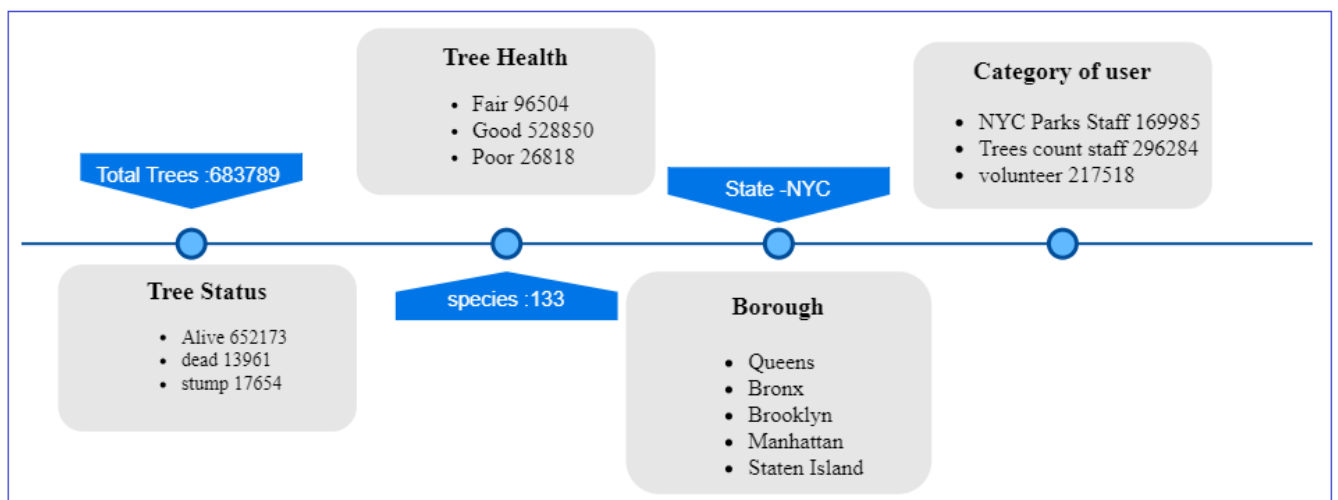 Total Trees :683789
Tree Status
• Alive 652173
• dead 13961
• stump 17654
Tree Health
• Fair 96504
• Good 528850
• Poor 26818
species :133
State -NYC
Borough
• Queens
• Bronx
• Brooklyn
• Manhattan
• Staten Island
Category of user
• NYC Parks Staff 169985
• Trees count staff 296284
• volunteer 217518